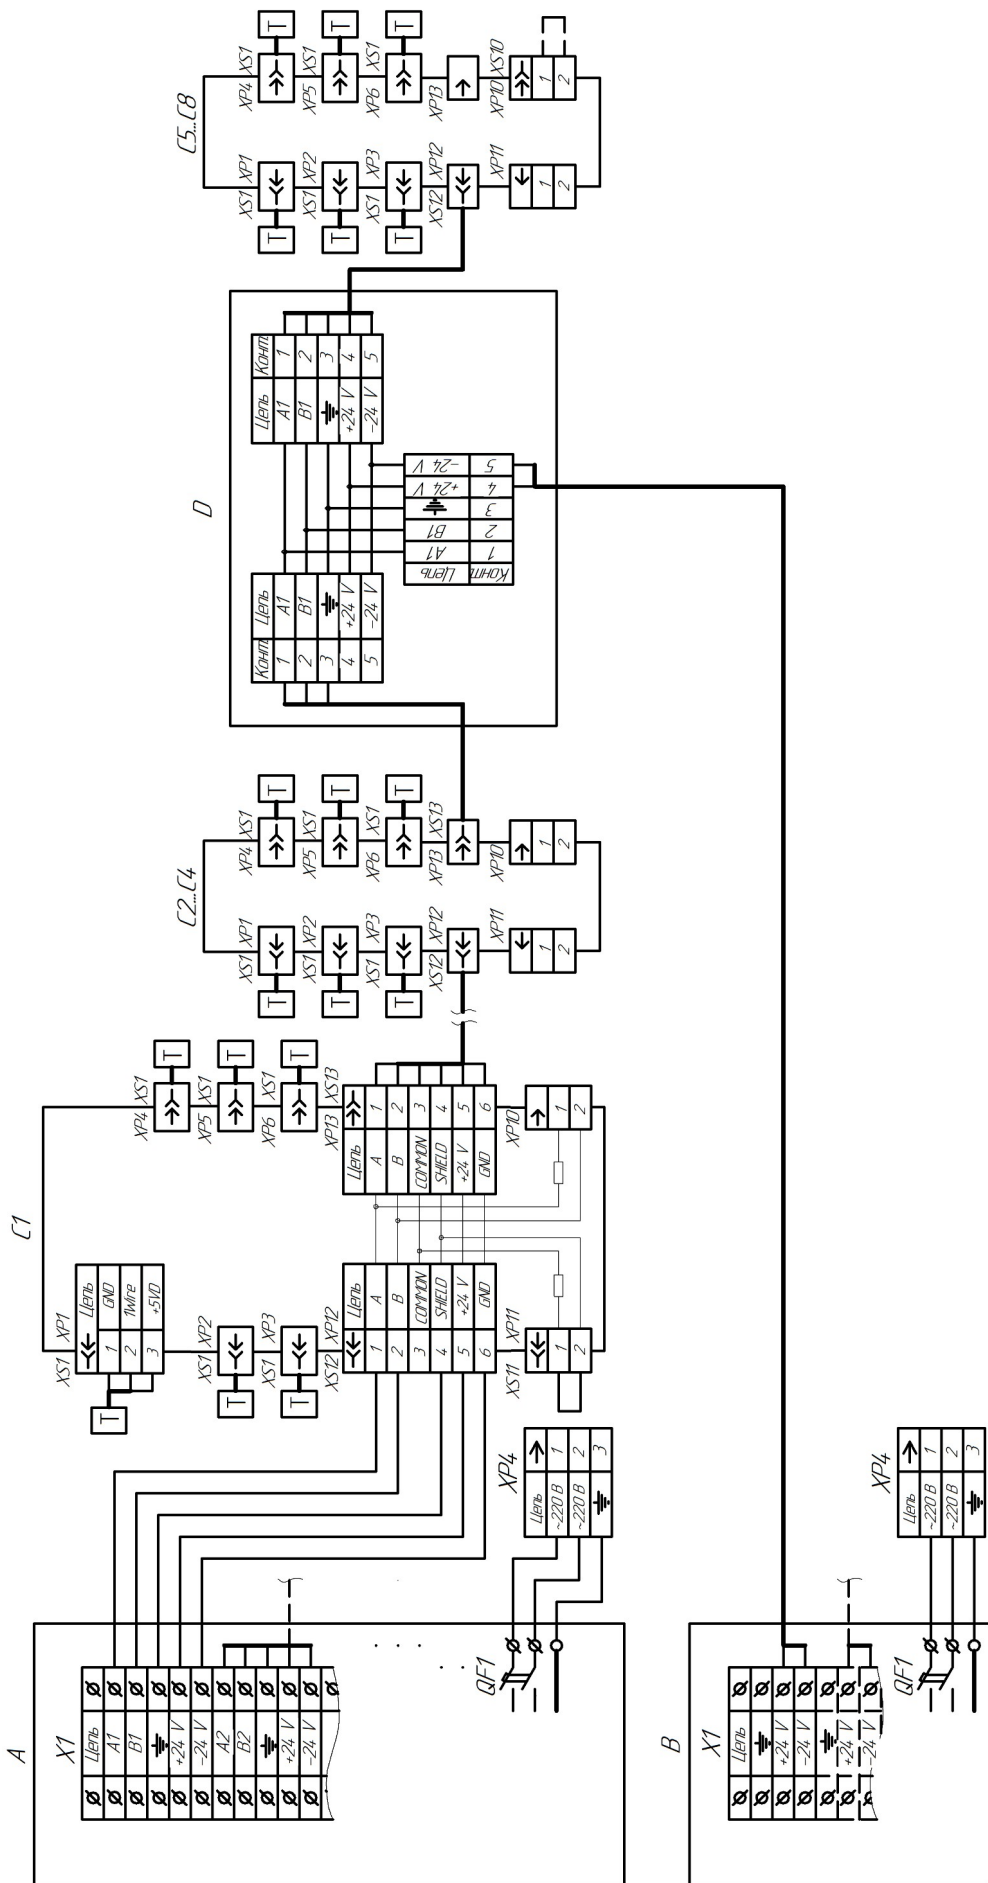 A
X1
Цепь
A1
B1
+24 V
-24 V
A2
B2
+24 V
-24 V
QF1
XP4
Цепь
~220 В 1
~220 В 2
3
C1
XS1 XP1
Цепь
1 GND
2 1Wire
3 +5VD
T
XS1 XP2
T
XS1 XP3
T
XS12 XP12
Цепь
1 A
2 B
3 COMMON
4 SHIELD
5 +24 V
6 GND
XS11 XP11
1
2
XP4 XS1
T
XP5 XS1
T
XP6 XS1
T
XP13 XS13
Цепь
A 1
B 2
COMMON 3
SHIELD 4
+24 V 5
GND 6
XP10
1
2
C2...C4
XS1 XP1
T
XS1 XP2
T
XS1 XP3
T
XS12 XP12
XP11
1
2
XP4 XS1
T
XP5 XS1
T
XP6 XS1
T
XP13 XS13
XP10
1
2
D
Конт. Цепь
1 A1
2 B1
3
4 +24 V
5 -24 V
Цепь Конт.
A1 1
B1 2
3
+24 V 4
-24 V 5
Конт. Цепь
1 A1
2 B1
3
4 +24 V
5 -24 V
C5...C8
XS1 XP1
T
XS1 XP2
T
XS1 XP3
T
XS12 XP12
XP11
1
2
XP4 XS1
T
XP5 XS1
T
XP6 XS1
T
XP13
XP10 XS10
1
2
B
X1
Цепь
+24 V
-24 V
+24 V
-24 V
QF1
XP4
Цепь
~220 В 1
~220 В 2
3